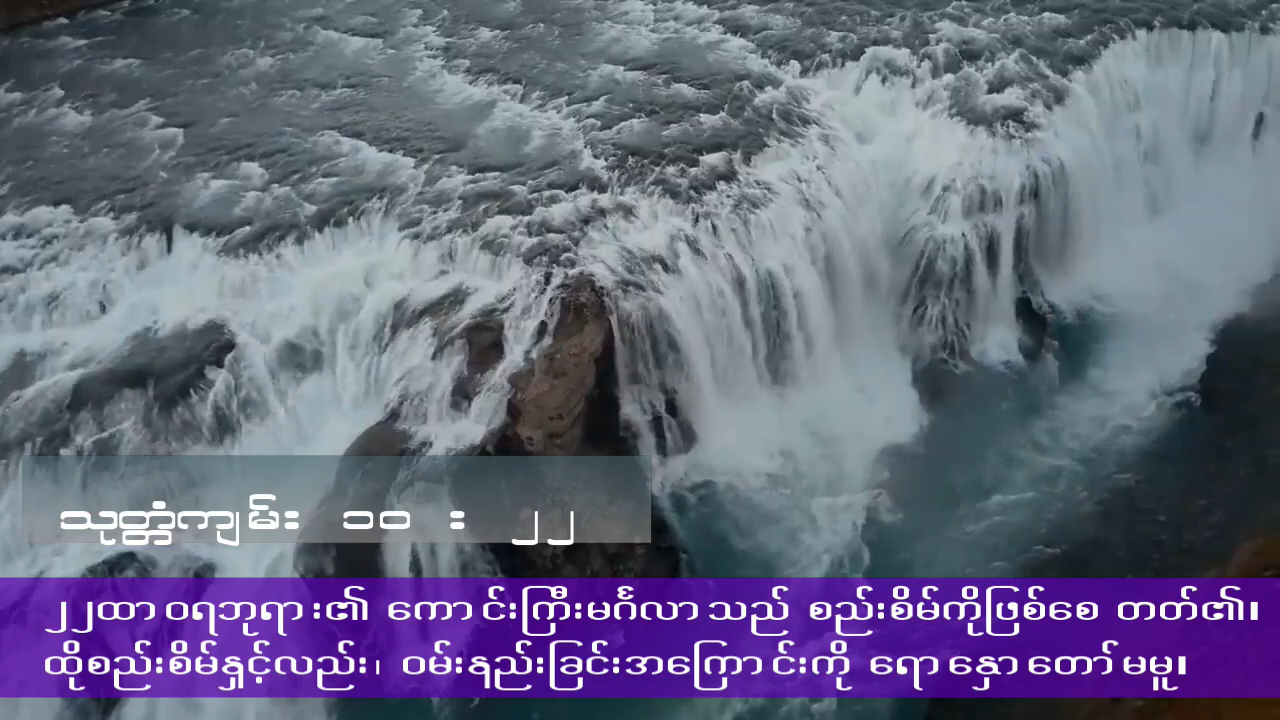 သုတ္တံကျမ်း ၁၀ : ၂၂
၂၂ထာဝရဘုရား၏ ကောင်းကြီးမင်္ဂလာသည် စည်းစိမ်ကိုဖြစ်စေ တတ်၏။
ထိုစည်းစိမ်နှင့်လည်း၊ ဝမ်းနည်းခြင်းအကြောင်းကို ရောနှောတော်မမူ။